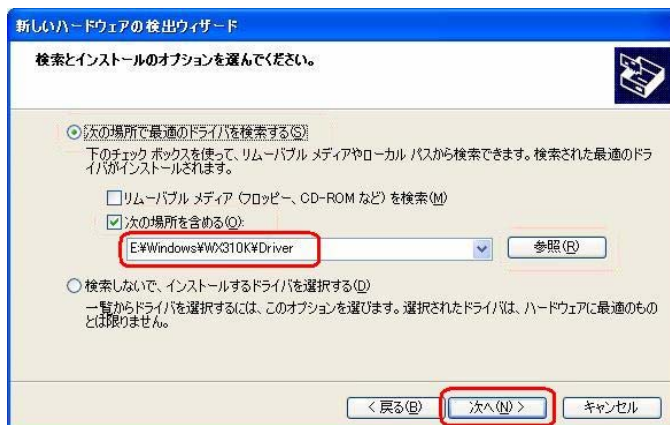 新しいハードウェアの検出ウィザード
検索とインストールのオプションを選んでください。
次の場所で最適のドライバを検索する(S)
下のチェック ボックスを使って、リムーバブル メディアやローカル パスから検索できます。検索された最適のドラ
イバがインストールされます。
リムーバブル メディア (フロッピー、CD-ROM など) を検索(M)
次の場所を含める(O):
E:¥Windows¥WX310K¥Driver
参照(R)
検索しないで、インストールするドライバを選択する(D)
一覧からドライバを選択するには、このオプションを選びます。選択されたドライバは、ハードウェアに最適のもの
とは限りません。
< 戻る(B) 次へ(N) > キャンセル